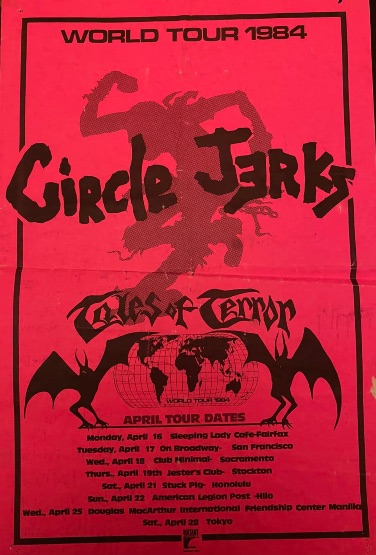 WORLD TOUR 1984
CIRCLE JERKS
Tales of Terror
WORLD TOUR 1984
APRIL TOUR DATES
Monday, April 16 Sleeping Lady Cafe-Fairfax
Tuesday, April 17 On Broadway- San Francisco
Wed., April 18 Club Minimal- Sacramento
Thurs., April 19th Jester's Club- Stockton
Sat., April 21 Stuck Pig- Honolulu
Sun., April 22 American Legion Post -Hilo
Wed., April 25 Douglas MacArthur International Friendship Center Manila
Sat., April 28 Tokyo